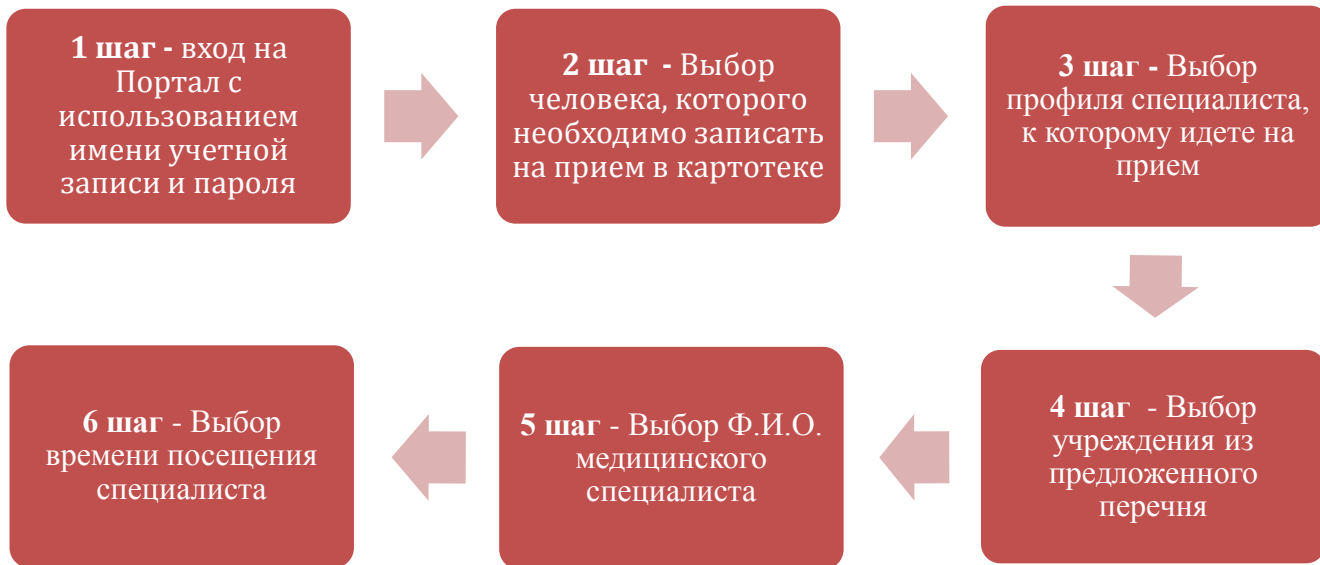 1 шаг - вход на
Портал с
использованием
имени учетной
записи и пароля
2 шаг - Выбор
человека, которого
необходимо записать
на прием в картотеке
3 шаг - Выбор
профиля специалиста,
к которому идете на
прием
4 шаг - Выбор
учреждения из
предложенного
перечня
5 шаг - Выбор Ф.И.О.
медицинского
специалиста
6 шаг - Выбор
времени посещения
специалиста